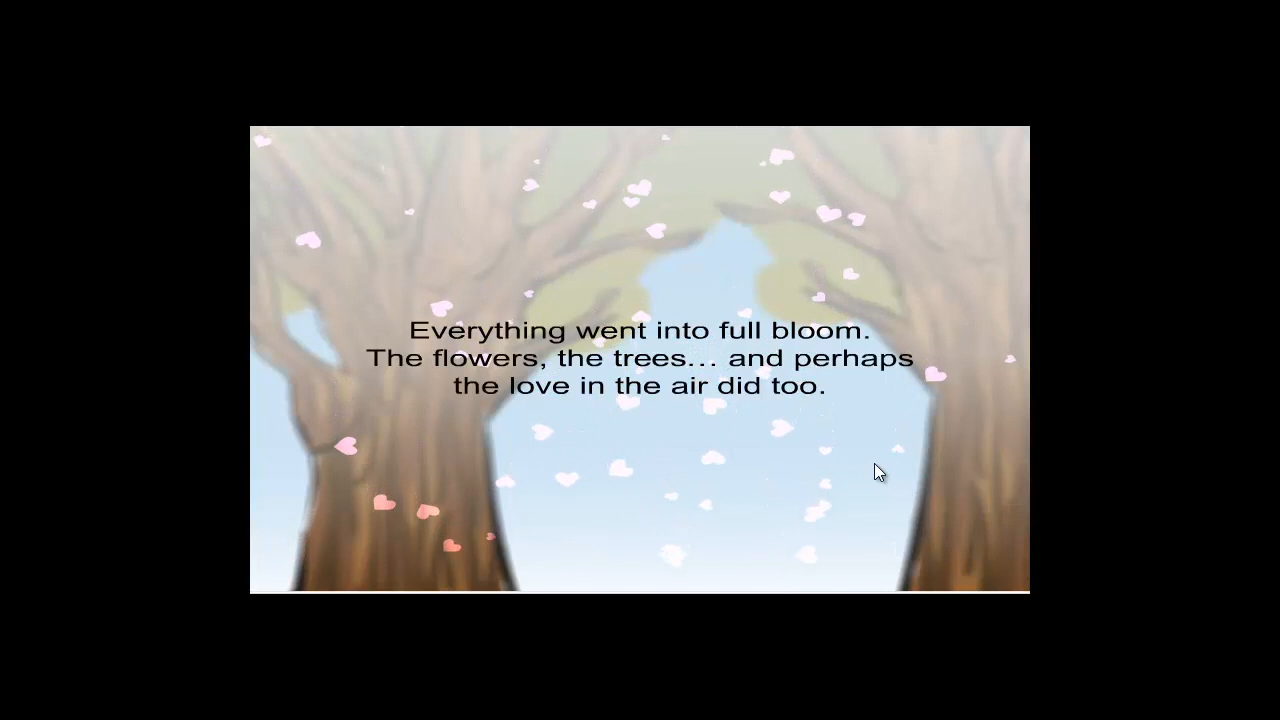 Everything went into full bloom.
The flowers, the trees… and perhaps
the love in the air did too.